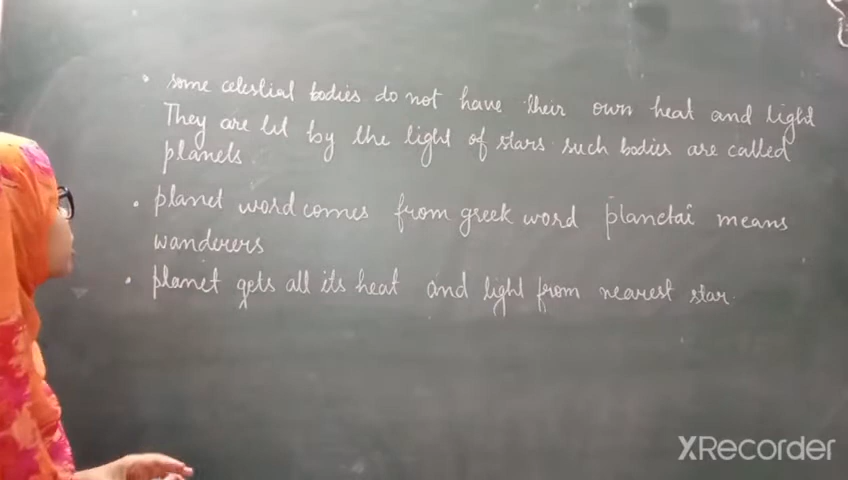 • some celestial bodies do not have their own heat and light
They are lit by the light of stars such bodies are called
planets.
• planet word comes from greek word planetai means
wanderers
• planet gets all its heat and light from nearest star.
XRecorder